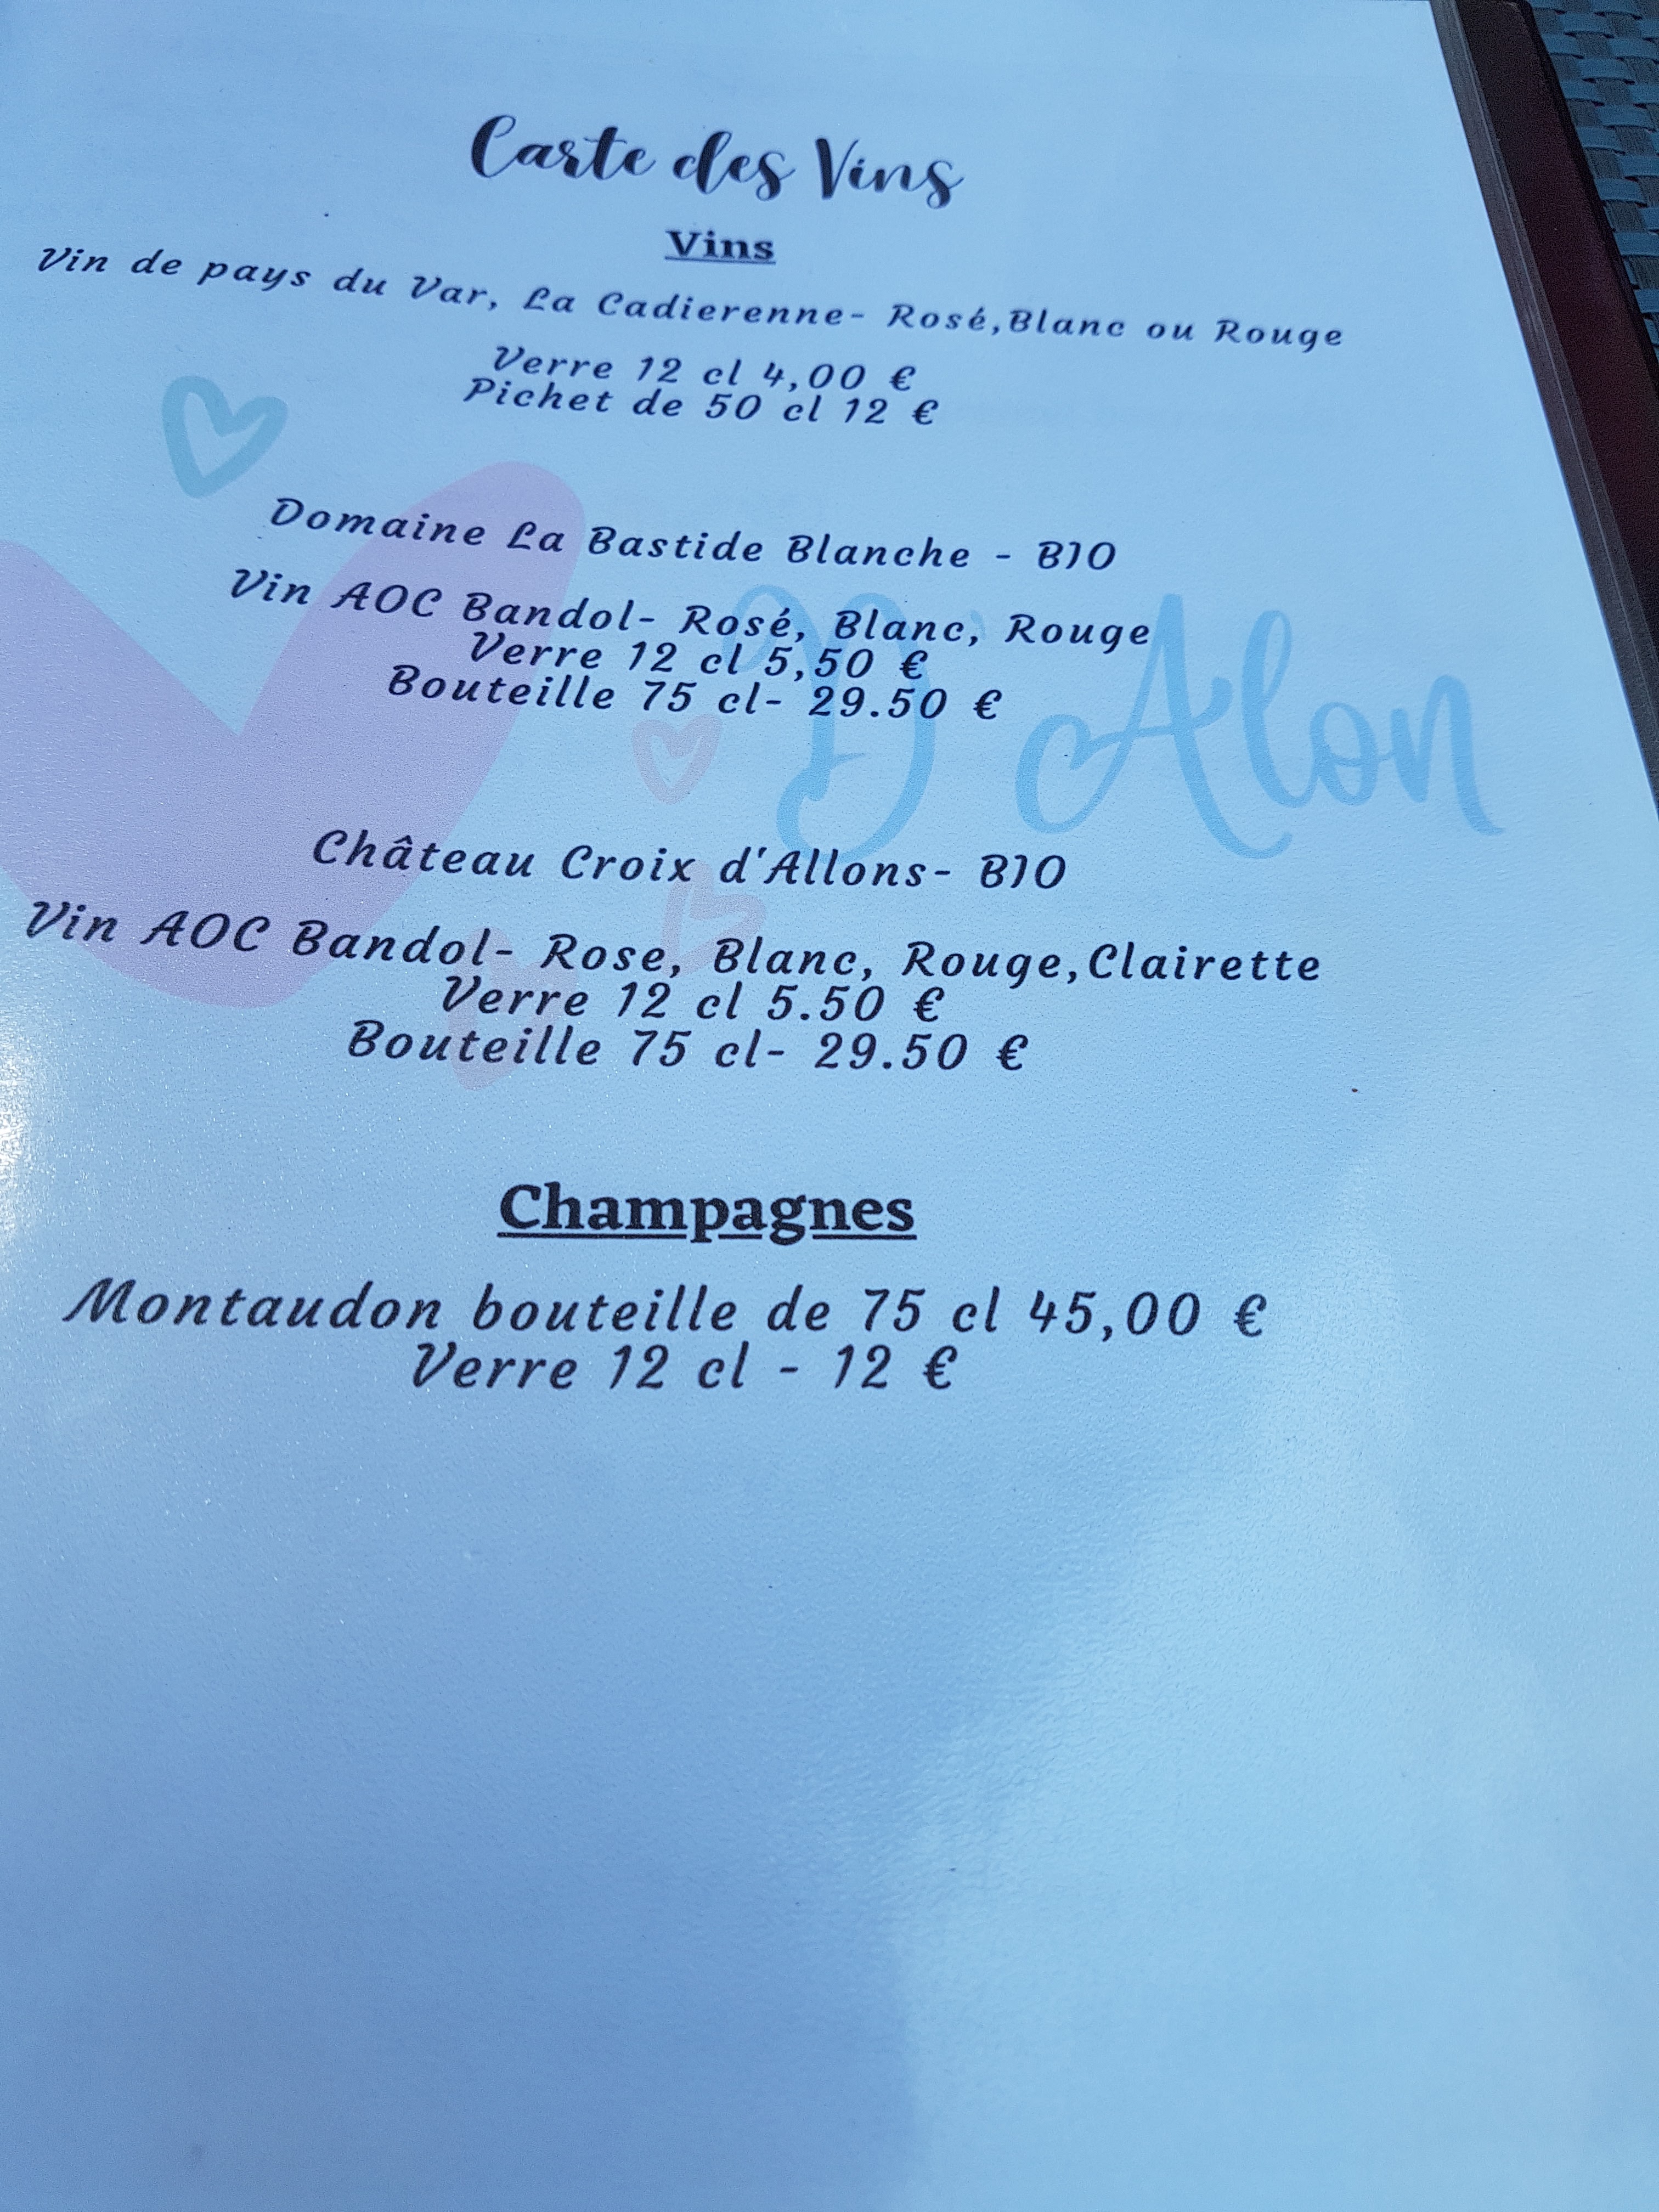 Carte des Vins
Vins
Vin de pays du Var, La Cadierenne- Rosé,Blanc ou Rouge
Verre 12 cl 4,00 €
Pichet de 50 cl 12 €
Domaine La Bastide Blanche - BIO
Vin AOC Bandol- Rosé, Blanc, Rouge
Verre 12 cl 5,50 €
Bouteille 75 cl- 29.50 €
D'Alon
Château Croix d'Allons- BIO
Vin AOC Bandol- Rose, Blanc, Rouge,Clairette
Verre 12 cl 5.50 €
Bouteille 75 cl- 29.50 €
Champagnes
Montaudon bouteille de 75 cl 45,00 €
Verre 12 cl - 12 €